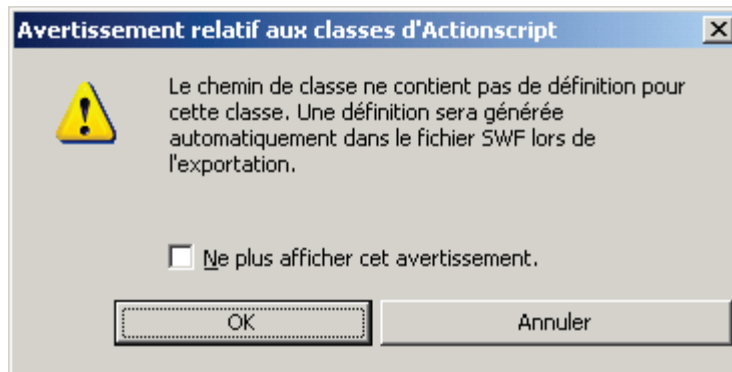 Avertissement relatif aux classes d'Actionscript
Le chemin de classe ne contient pas de définition pour
cette classe. Une définition sera générée
automatiquement dans le fichier SWF lors de
l'exportation.
Ne plus afficher cet avertissement.
OK
Annuler